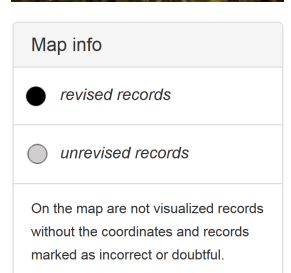 Map info
revised records
unrevised records
On the map are not visualized records
without the coordinates and records
marked as incorrect or doubtful.